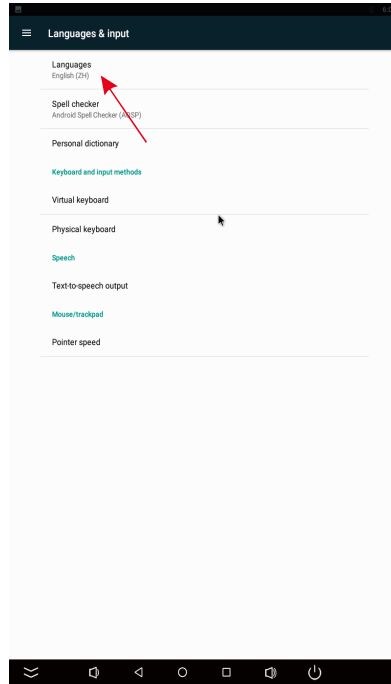 Languages & input
Languages
English (ZH)
Spell checker
Android Spell Checker (AOSP)
Personal dictionary
Keyboard and input methods
Virtual keyboard
Physical keyboard
Speech
Text-to-speech output
Mouse/trackpad
Pointer speed